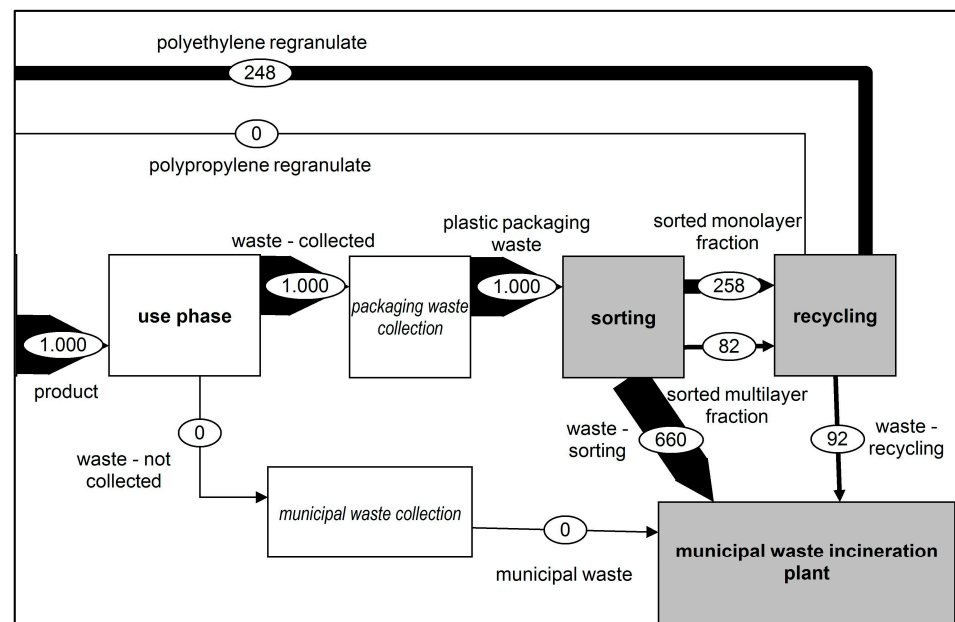 polyethylene regranulate
248
0
polypropylene regranulate
plastic packaging
waste
sorted monolayer
fraction
waste - collected
1.000
1.000
258
use phase
packaging waste
collection
sorting
recycling
1.000
82
product
sorted multilayer
fraction
0
waste -
sorting
660
92
waste -
recycling
waste - not
collected
municipal waste collection
0
municipal waste
municipal waste incineration
plant